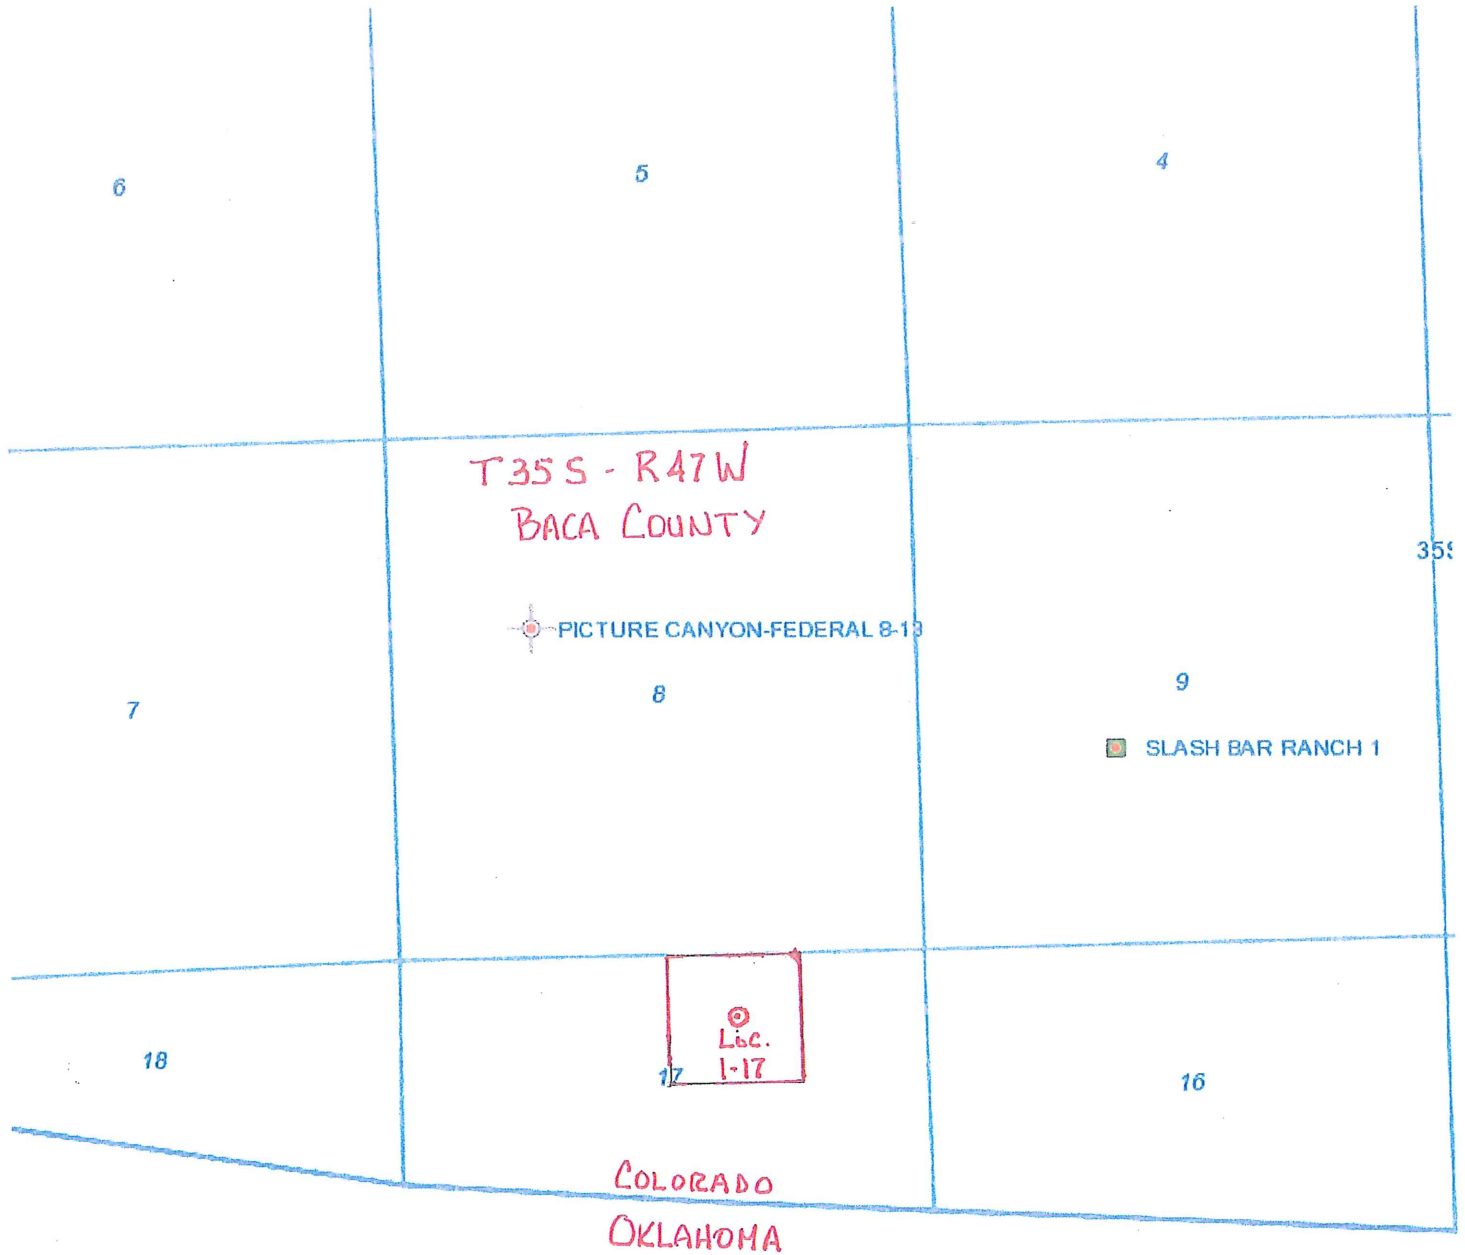 6
5
4
T35S - R47W
BACA COUNTY
35S
PICTURE CANYON-FEDERAL 8-13
7
8
9
SLASH BAR RANCH 1
Loc.
1-17
18
17
16
COLORADO
OKLAHOMA